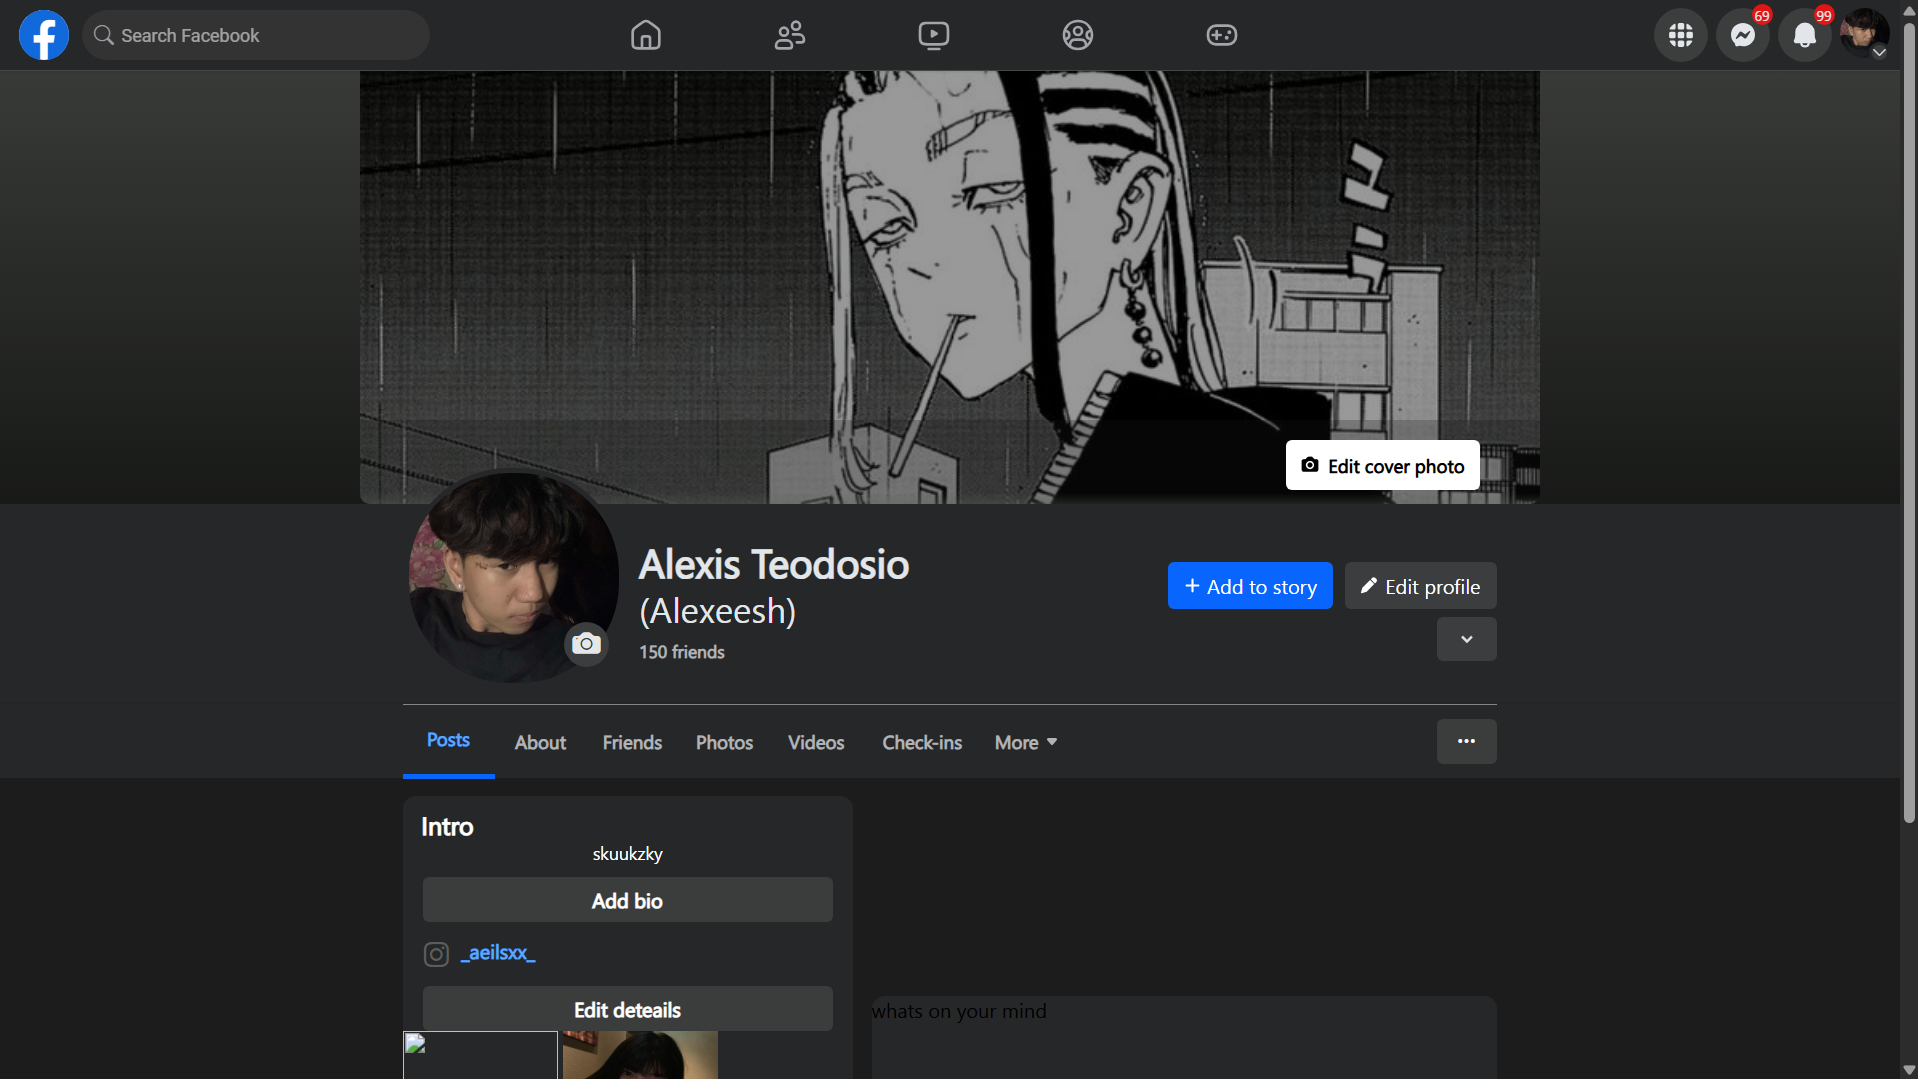 Search Facebook
69
99
ユ
Edit cover photo
Alexis Teodosio
(Alexeesh)
150 friends
+ Add to story
Edit profile
Posts
About
Friends
Photos
Videos
Check-ins
More
Intro
skuukzky
Add bio
_aeilsxx_
Edit deteails
whats on your mind